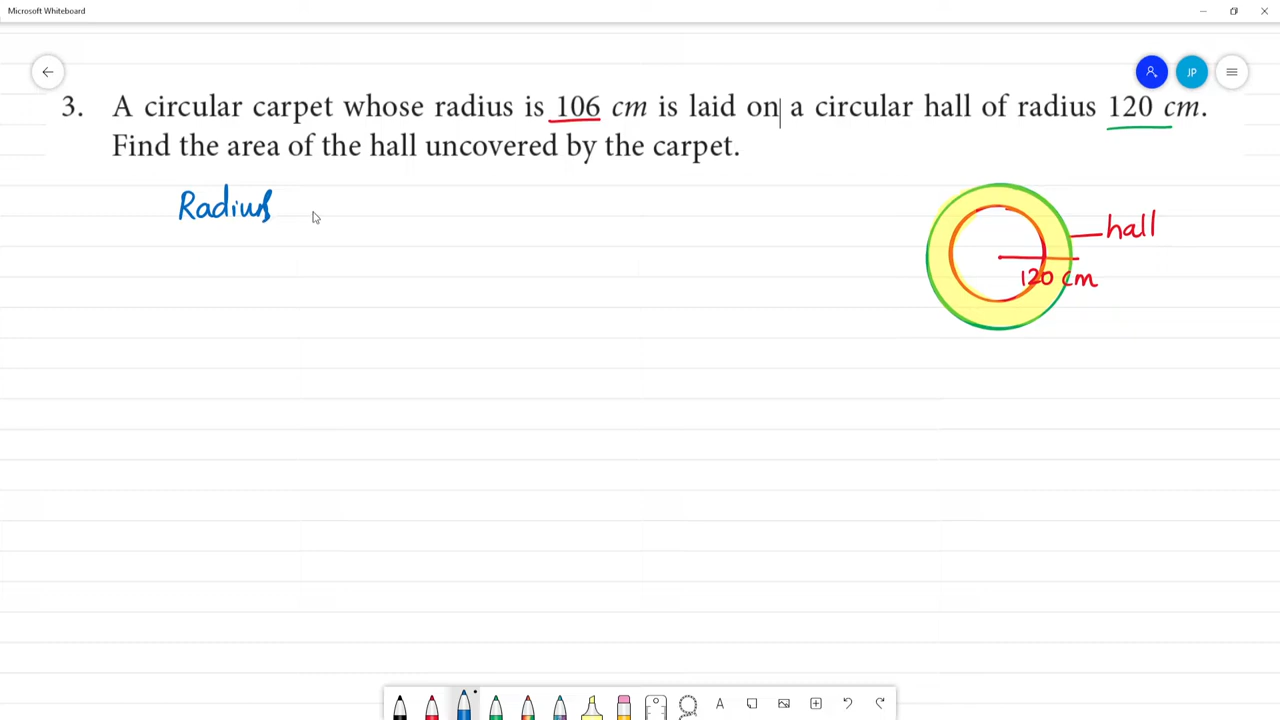 Microsoft Whiteboard
JP
3. A circular carpet whose radius is 106 cm is laid on a circular hall of radius 120 cm.
Find the area of the hall uncovered by the carpet.
Radius
hall
120 cm
A